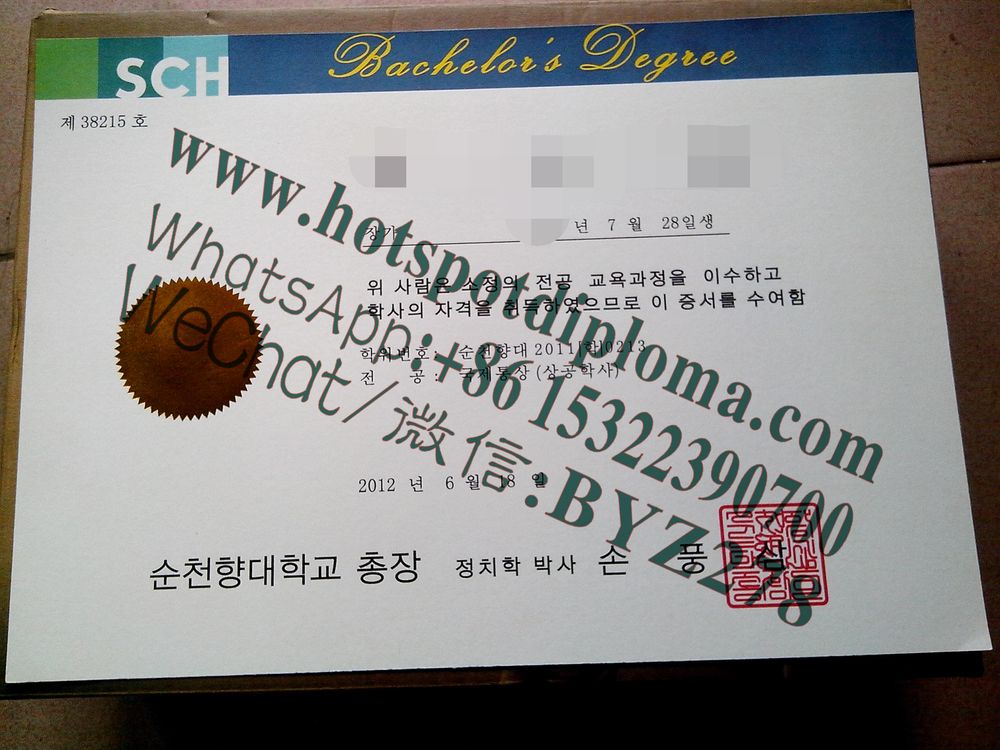 SCH
Bachelor's Degree
제 38215 호
년 7 월 28일생
위 사람은 소정의 전공 교육과정을 이수하고
학사의 자격을 취득하였으므로 이 증서를 수여함
학위번호: 순천향대 2011(학)0213
전 공: 국제통상 (상공학사)
2012 년 6 월 18 일
순천향대학교 총장 정치학 박사 손 풍 삼
www.hotspotdiploma.com
WhatsApp:+86 15322390700
WeChat/微信:BYZ278